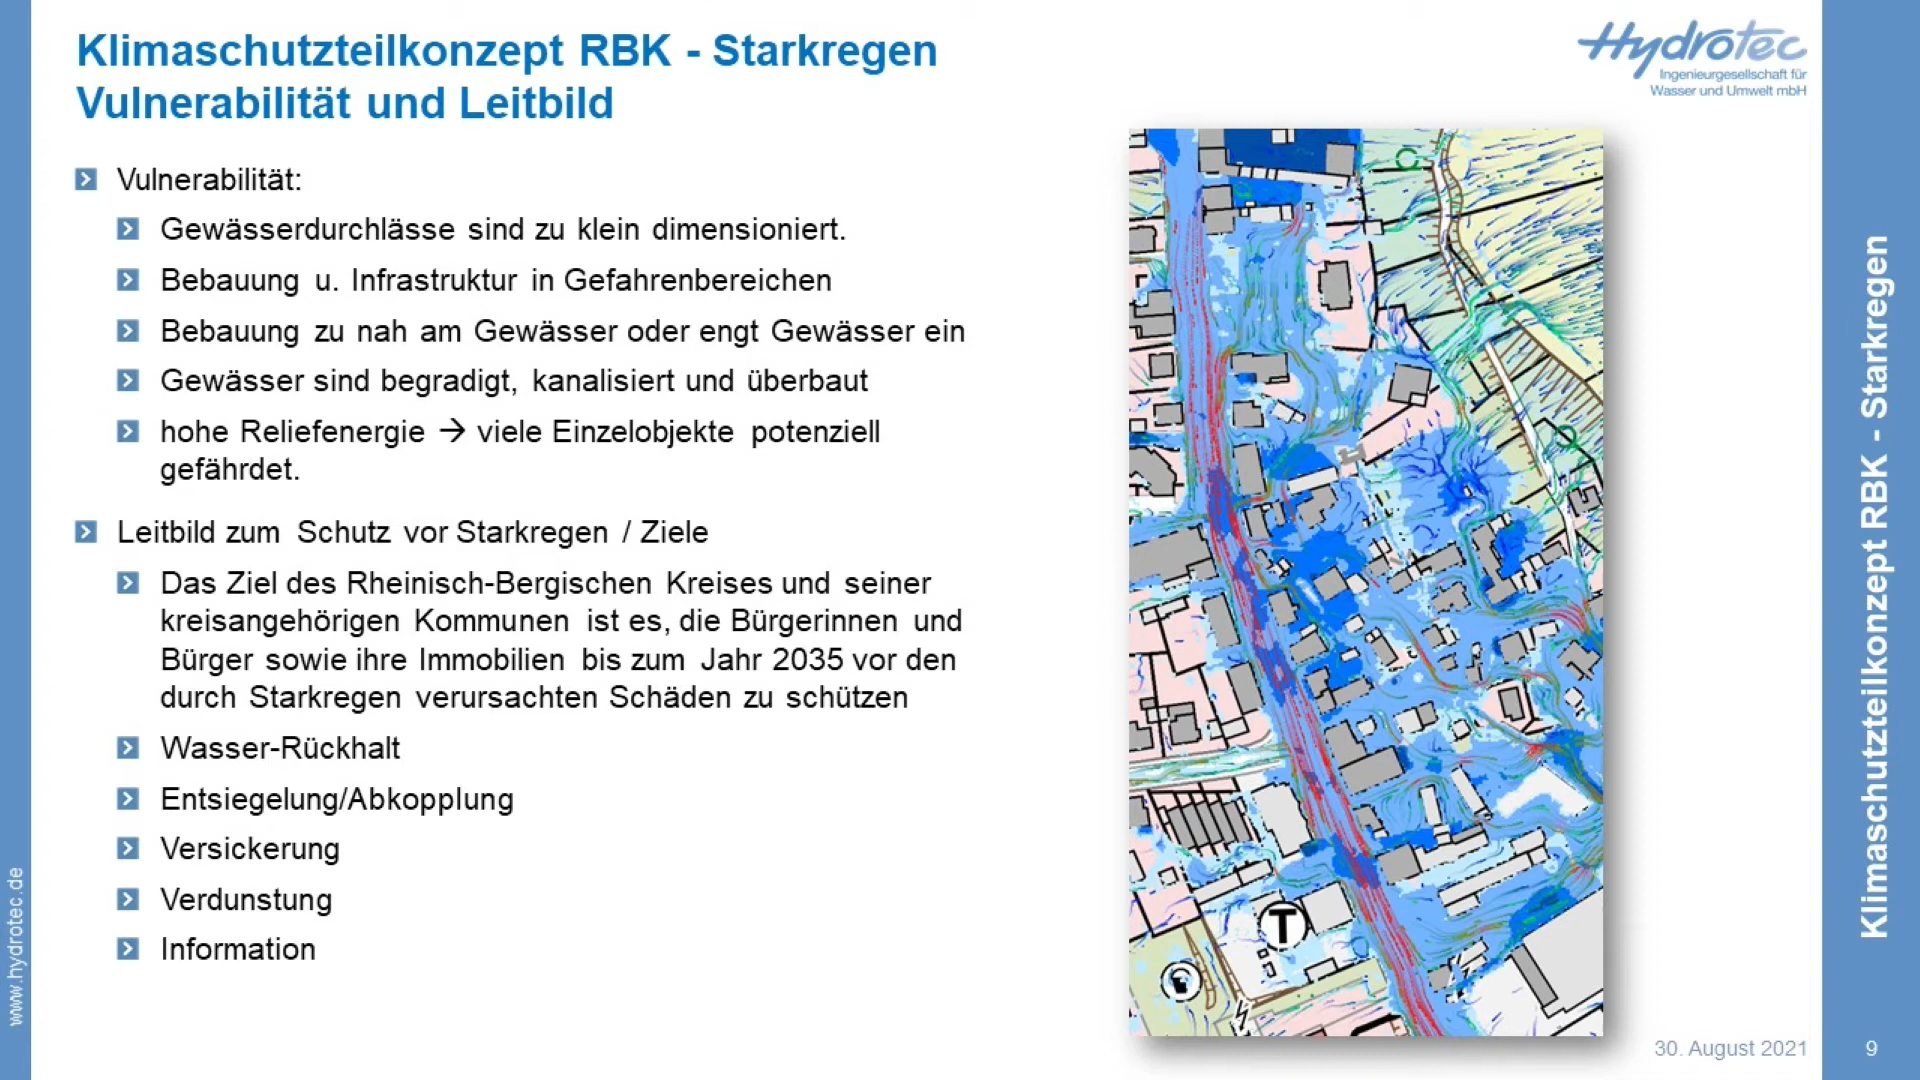 Klimaschutzteilkonzept RBK - Starkregen
Vulnerabilität und Leitbild
Hydrotec
Ingenieurgesellschaft für
Wasser und Umwelt mbH
Vulnerabilität:
Gewässerdurchlässe sind zu klein dimensioniert.
Bebauung u. Infrastruktur in Gefahrenbereichen
Bebauung zu nah am Gewässer oder engt Gewässer ein
Gewässer sind begradigt, kanalisiert und überbaut
hohe Reliefenergie → viele Einzelobjekte potenziell
gefährdet.
Leitbild zum Schutz vor Starkregen / Ziele
Das Ziel des Rheinisch-Bergischen Kreises und seiner
kreisangehörigen Kommunen ist es, die Bürgerinnen und
Bürger sowie ihre Immobilien bis zum Jahr 2035 vor den
durch Starkregen verursachten Schäden zu schützen
Wasser-Rückhalt
Entsiegelung/Abkopplung
Versickerung
Verdunstung
Information
T
www.hydrotec.de
Klimaschutzteilkonzept RBK - Starkregen
30. August 2021
9